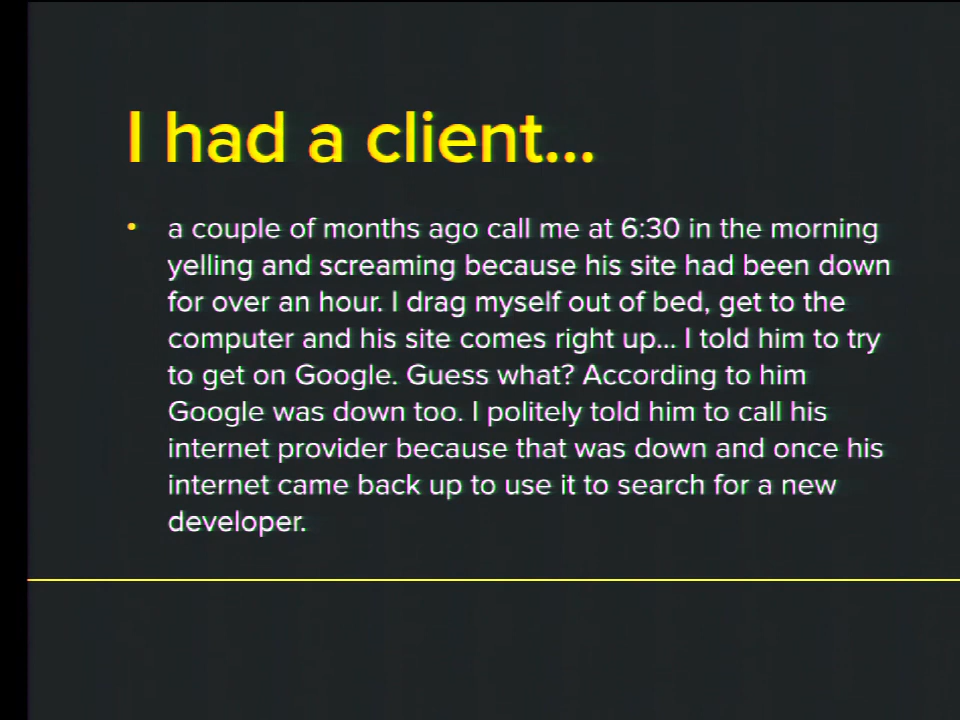 I had a client...
• a couple of months ago call me at 6:30 in the morning
yelling and screaming because his site had been down
for over an hour. I drag myself out of bed, get to the
computer and his site comes right up... I told him to try
to get on Google. Guess what? According to him
Google was down too. I politely told him to call his
internet provider because that was down and once his
internet came back up to use it to search for a new
developer.